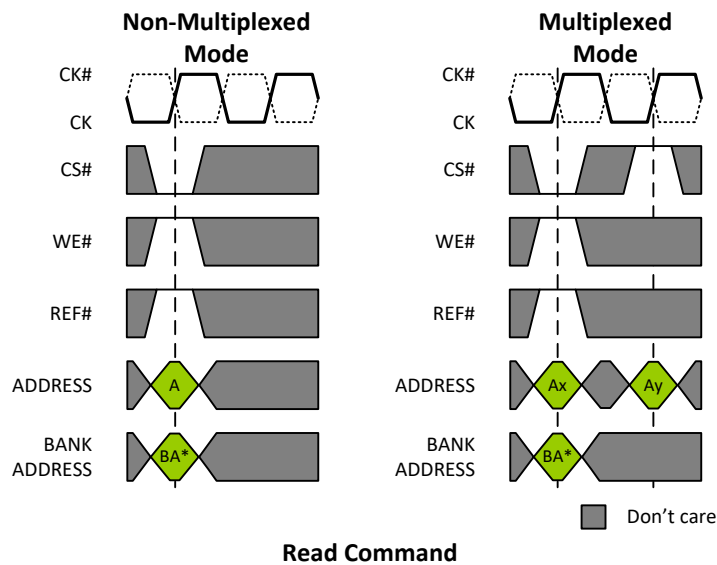 Non-Multiplexed
Mode
CK#
CK
CS#
WE#
REF#
ADDRESS
A
BANK
ADDRESS
BA*
Multiplexed
Mode
CK#
CK
CS#
WE#
REF#
ADDRESS
Ax
Ay
BANK
ADDRESS
BA*
Don't care
Read Command